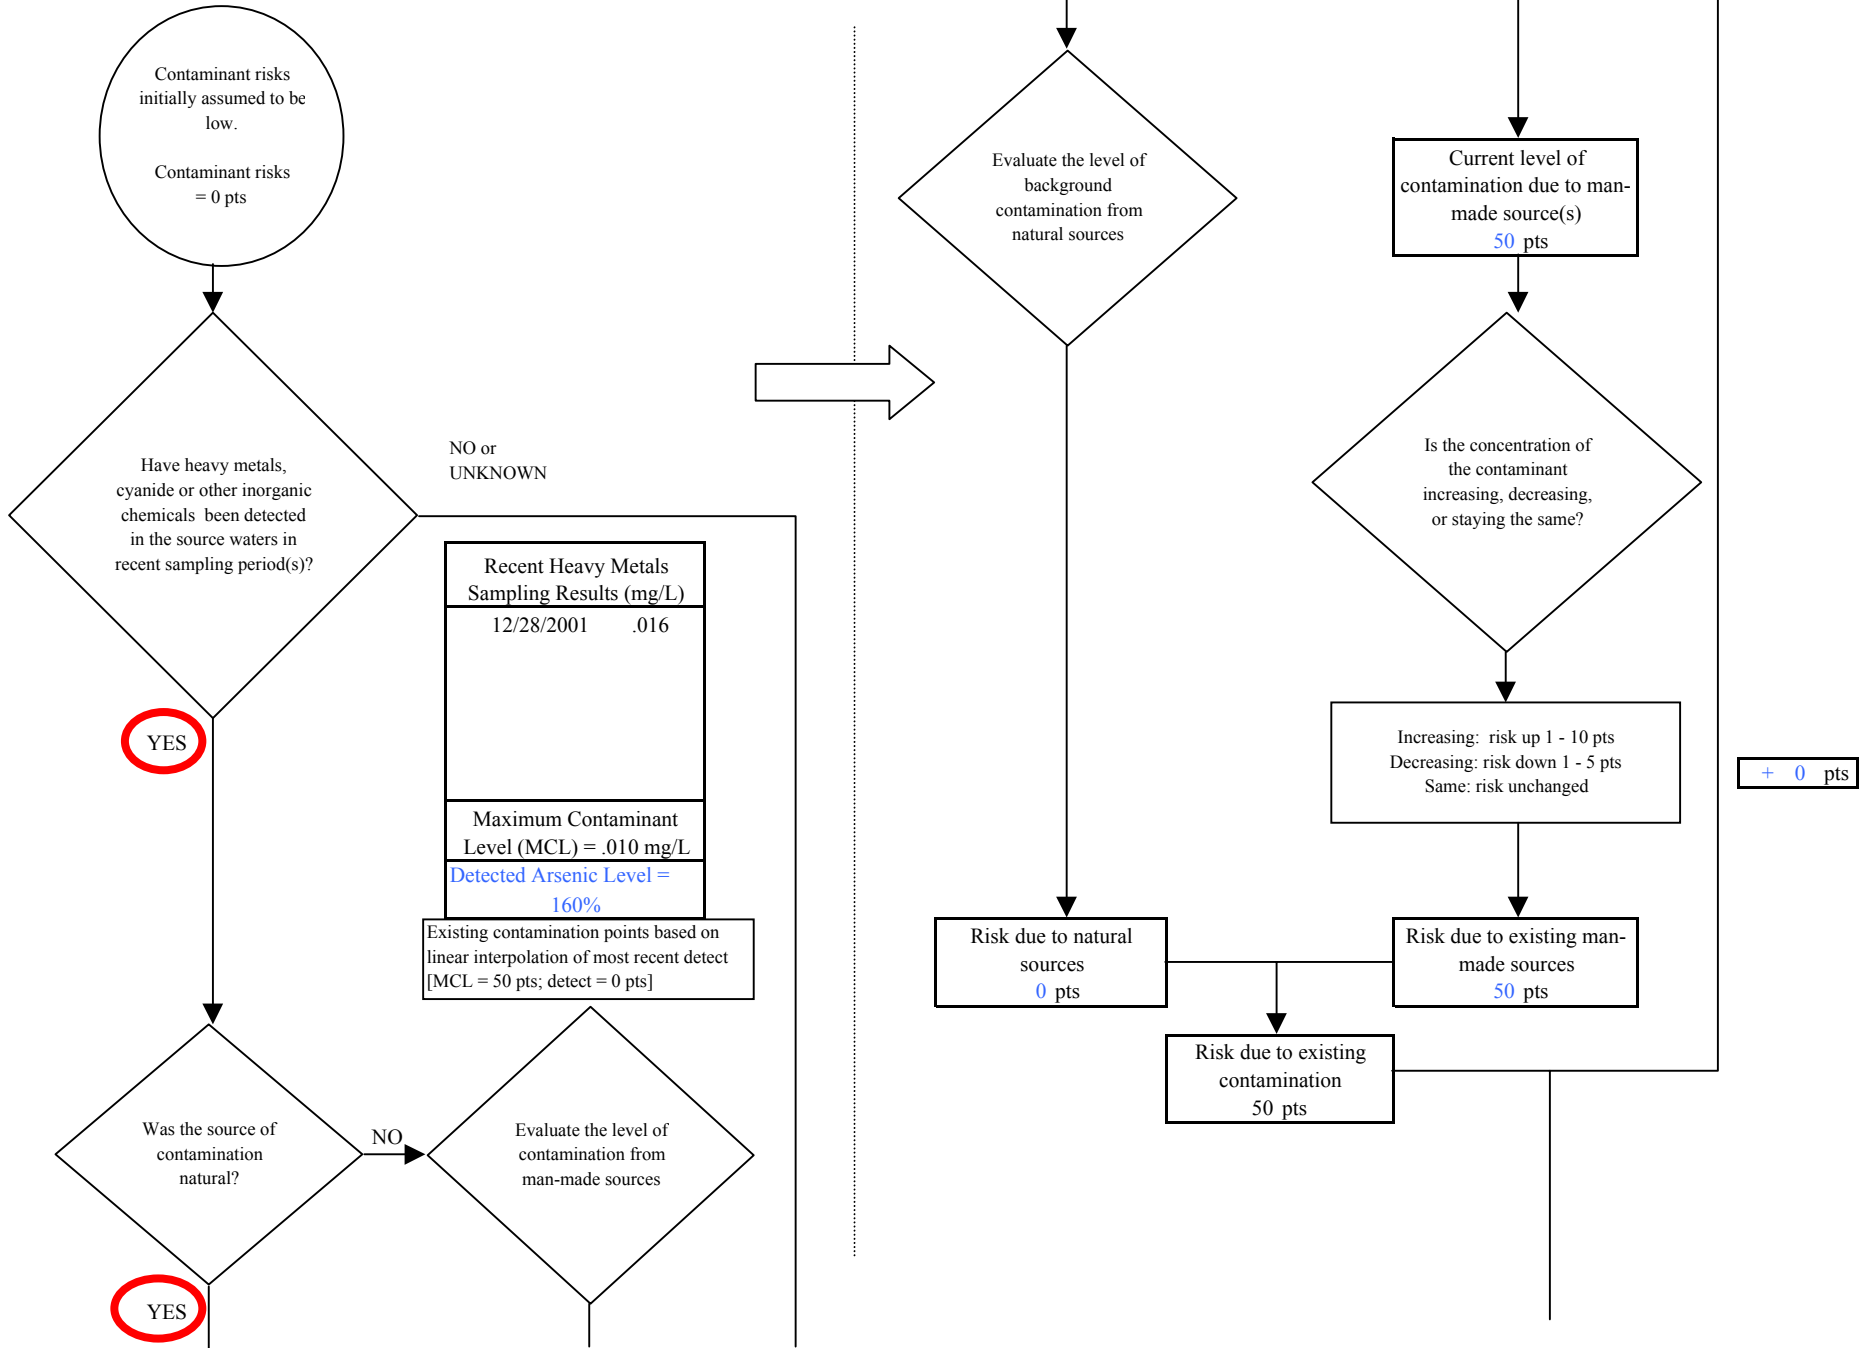 Contaminant risks
initially assumed to be
low.
Contaminant risks
= 0 pts
Have heavy metals,
cyanide or other inorganic
chemicals been detected
in the source waters in
recent sampling period(s)?
NO or
UNKNOWN
YES
Recent Heavy Metals
Sampling Results (mg/L)
12/28/2001 .016
Maximum Contaminant
Level (MCL) = .010 mg/L
Detected Arsenic Level =
160%
Existing contamination points based on
linear interpolation of most recent detect
[MCL = 50 pts; detect = 0 pts]
Was the source of
contamination
natural?
NO
Evaluate the level of
contamination from
man-made sources
YES
Evaluate the level of
background
contamination from
natural sources
Current level of
contamination due to man-
made source(s)
50 pts
Is the concentration of
the contaminant
increasing, decreasing,
or staying the same?
Increasing: risk up 1 - 10 pts
Decreasing: risk down 1 - 5 pts
Same: risk unchanged
+ 0 pts
Risk due to natural
sources
0 pts
Risk due to existing man-
made sources
50 pts
Risk due to existing
contamination
50 pts